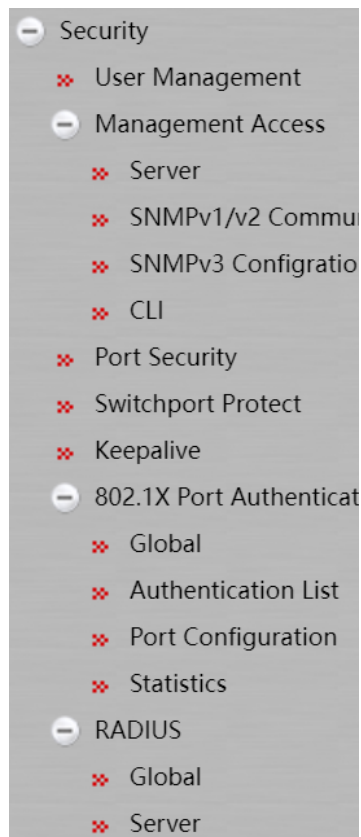 Security
User Management
Management Access
Server
SNMPv1/v2 Commu
SNMPv3 Configratio
CLI
Port Security
Switchport Protect
Keepalive
802.1X Port Authenticat
Global
Authentication List
Port Configuration
Statistics
RADIUS
Global
Server